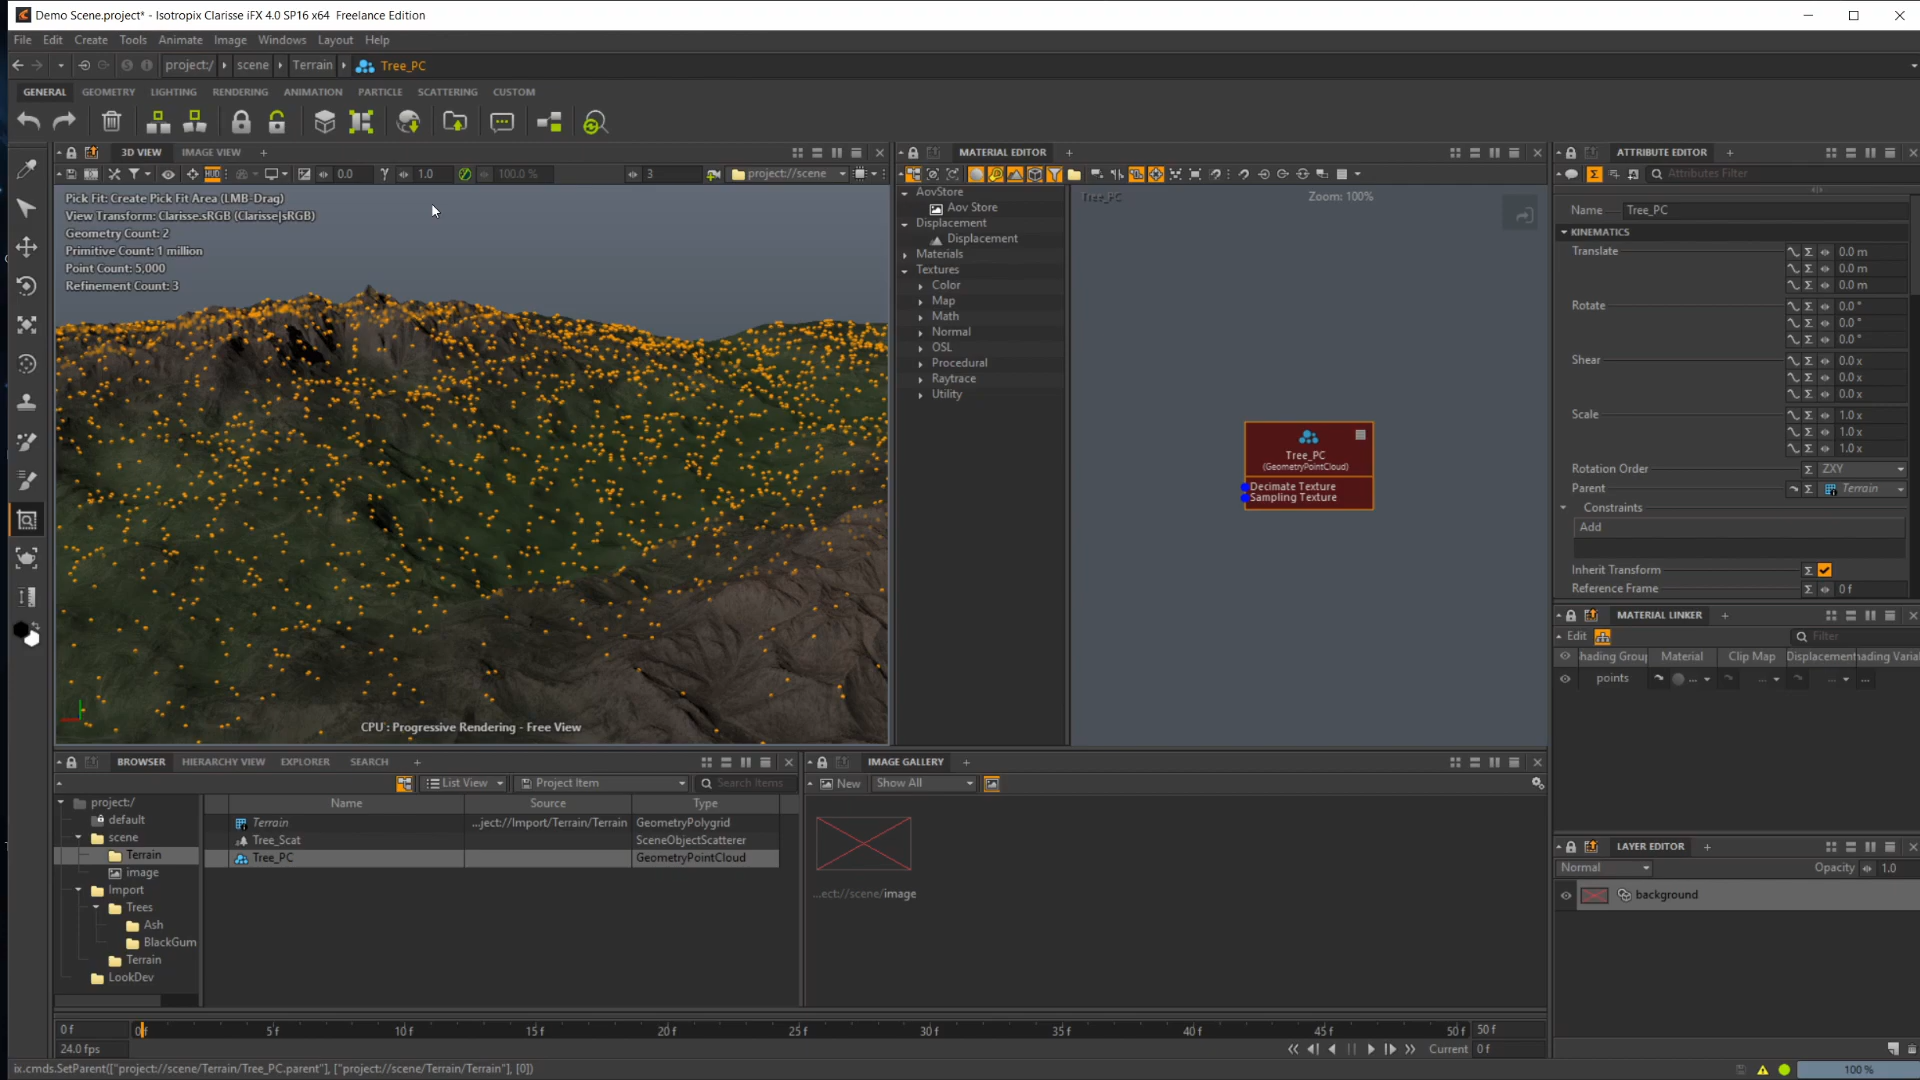 Demo Scene.project* - Isotropix Clarisse iFX 4.0 SP16 x64  Freelance Edition
File Edit Create Tools Animate Image Windows Layout Help
project:/ scene Terrain Tree_PC
GENERAL GEOMETRY LIGHTING RENDERING ANIMATION PARTICLE SCATTERING CUSTOM
3D VIEW IMAGE VIEW +
HUD 0.0 γ 1.0 100.0 % 3 project://scene
Pick Fit: Create Pick Fit Area (LMB-Drag)
View Transform: Clarisse.sRGB (Clarisse|sRGB)
Geometry Count: 2
Primitive Count: 1 million
Point Count: 5,000
Refinement Count: 3
CPU : Progressive Rendering - Free View
MATERIAL EDITOR +
AovStore
Aov Store
Displacement
Displacement
Materials
Textures
Color
Map
Math
Normal
OSL
Procedural
Raytrace
Utility
Tree_PC
Zoom: 100%
Tree_PC
(GeometryPointCloud)
Decimate Texture
Sampling Texture
ATTRIBUTE EDITOR +
Attributes Filter
Name Tree_PC
KINEMATICS
Translate 0.0 m
0.0 m
0.0 m
Rotate 0.0 °
0.0 °
0.0 °
Shear 0.0 x
0.0 x
0.0 x
Scale 1.0 x
1.0 x
1.0 x
Rotation Order ZXY
Parent Terrain
Constraints
Add
Inherit Transform
Reference Frame 0 f
MATERIAL LINKER +
Edit Filter
hading Group Material Clip Map Displacement hading Varia
points ... ... ... ...
LAYER EDITOR +
Normal Opacity 1.0
background
BROWSER HIERARCHY VIEW EXPLORER SEARCH +
List View Project Item Search Items
project:/
default
scene
Terrain
image
Import
Trees
Ash
BlackGum
Terrain
LookDev
Name Source Type
Terrain ...ject://Import/Terrain/Terrain GeometryPolygrid
Tree_Scat SceneObjectScatterer
Tree_PC GeometryPointCloud
IMAGE GALLERY +
New Show All
...ect://scene/image
0 f 0f 5 f 10 f 15 f 20 f 25 f 30 f 35 f 40 f 45 f 50 f 50 f
24.0 fps Current 0 f
ix.cmds.SetParent(["project://scene/Terrain/Tree_PC.parent"], ["project://scene/Terrain/Terrain"], [0])
100 %